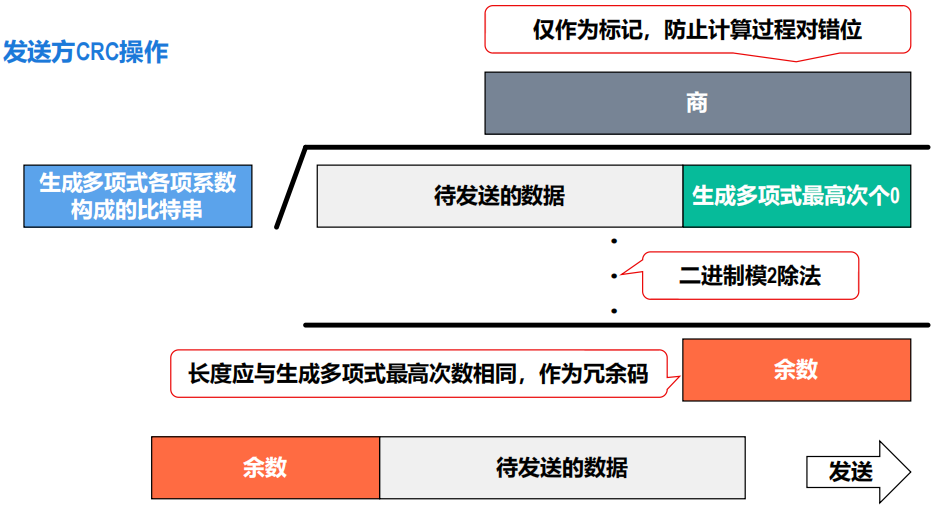 仅作为标记，防止计算过程对错位
发送方CRC操作
商
生成多项式各项系数
构成的比特串
待发送的数据
生成多项式最高次个0
二进制模2除法
长度应与生成多项式最高次数相同，作为冗余码
余数
余数
待发送的数据
发送